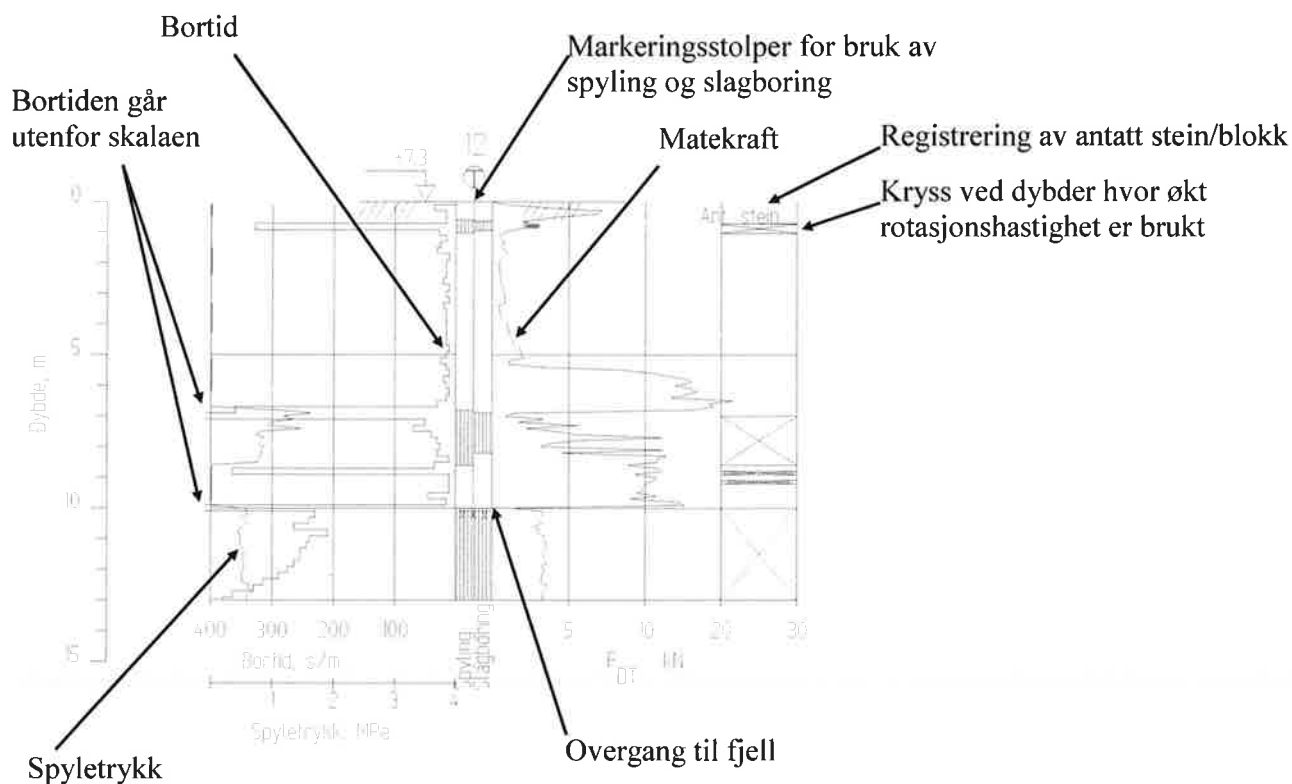 Bortid
Markeringsstolper for bruk av
spyling og slagboring
Bortiden går
utenfor skalaen
Matekraft
Registrering av antatt stein/blokk
Kryss ved dybder hvor økt
rotasjonshastighet er brukt
12
+7.3
Ant. stein
0
5
10
15
Dybde, m
400 300 200 100
5 10 20 30
Bortid, s/m
Spyling
Slagboring
F DT kN
1 2 3 4
Spyletrykk, MPa
Spyletrykk
Overgang til fjell